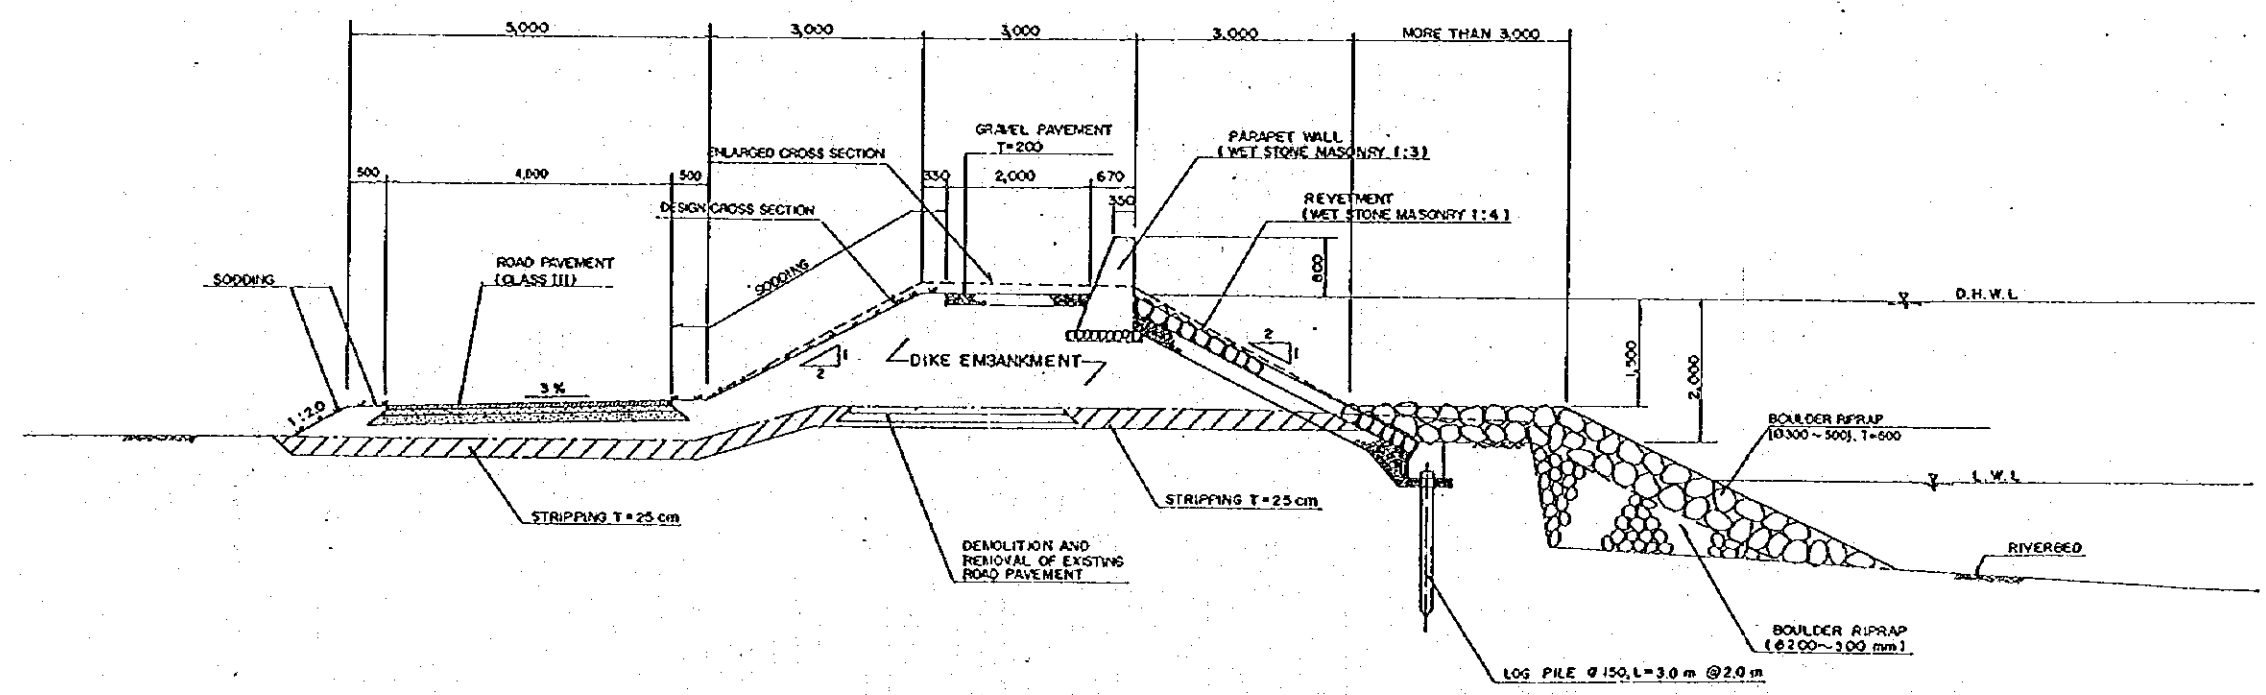 5,000
3,000
3,000
3,000
MORE THAN 3,000
GRAVEL PAVEMENT
T=200
PARAPET WALL
(WET STONE MASONRY 1:3)
ENLARGED CROSS SECTION
500
4,000
500
330
2,000
670
350
REVETMENT
(WET STONE MASONRY 1:4)
DESIGN CROSS SECTION
SODDING
ROAD PAVEMENT
(CLASS III)
SODDING
800
D.H.W.L
2
1
DIKE EMBANKMENT
2
1
1,500
2,000
3%
1:2.0
BOULDER RIPRAP
(Ø300~500), T=600
L.W.L
STRIPPING T=25 cm
STRIPPING T=25 cm
DEMOLITION AND
REMOVAL OF EXISTING
ROAD PAVEMENT
RIVERBED
BOULDER RIPRAP
(Ø200~300 mm)
LOG PILE Ø150, L=3.0 m @2.0 m